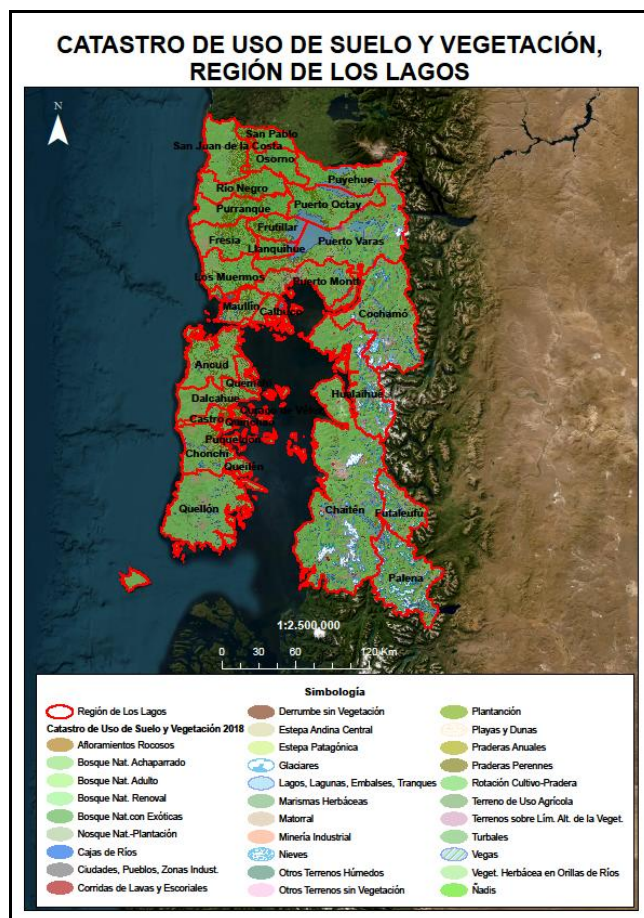 CATASTRO DE USO DE SUELO Y VEGETACIÓN,
REGIÓN DE LOS LAGOS
N
San Pablo
San Juan de la Costa
Osorno
Puyehue
Río Negro
Puerto Octay
Purranque
Frutillar
Fresia
Puerto Varas
Llanquihue
Los Muermos
Puerto Montt
Maullín
Calbuco
Cochamó
Ancud
Quemchi
Hualaihue
Dalcahue
Castro
Puqueldón
Chonchi
Queilén
Quellón
Chaitén
Futaleufú
Palena
1:2.500.000
0 30 60 120 Km
Simbología
Región de Los Lagos
Catastro de Uso de Suelo y Vegetación 2018
Afloramientos Rocosos
Bosque Nat. Achaparrado
Bosque Nat. Adulto
Bosque Nat. Renoval
Bosque Nat.con Exóticas
Nosque Nat.-Plantación
Cajas de Ríos
Ciudades, Pueblos, Zonas Indust.
Corridas de Lavas y Escoriales
Derrumbe sin Vegetación
Estepa Andina Central
Estepa Patagónica
Glaciares
Lagos, Lagunas, Embalses, Tranques
Marismas Herbáceas
Matorral
Minería Industrial
Nieves
Otros Terrenos Húmedos
Otros Terrenos sin Vegetación
Plantanción
Playas y Dunas
Praderas Anuales
Praderas Perennes
Rotación Cultivo-Pradera
Terreno de Uso Agrícola
Terrenos sobre Lím. Alt. de la Veget.
Turbales
Vegas
Veget. Herbácea en Orillas de Ríos
Ñadis